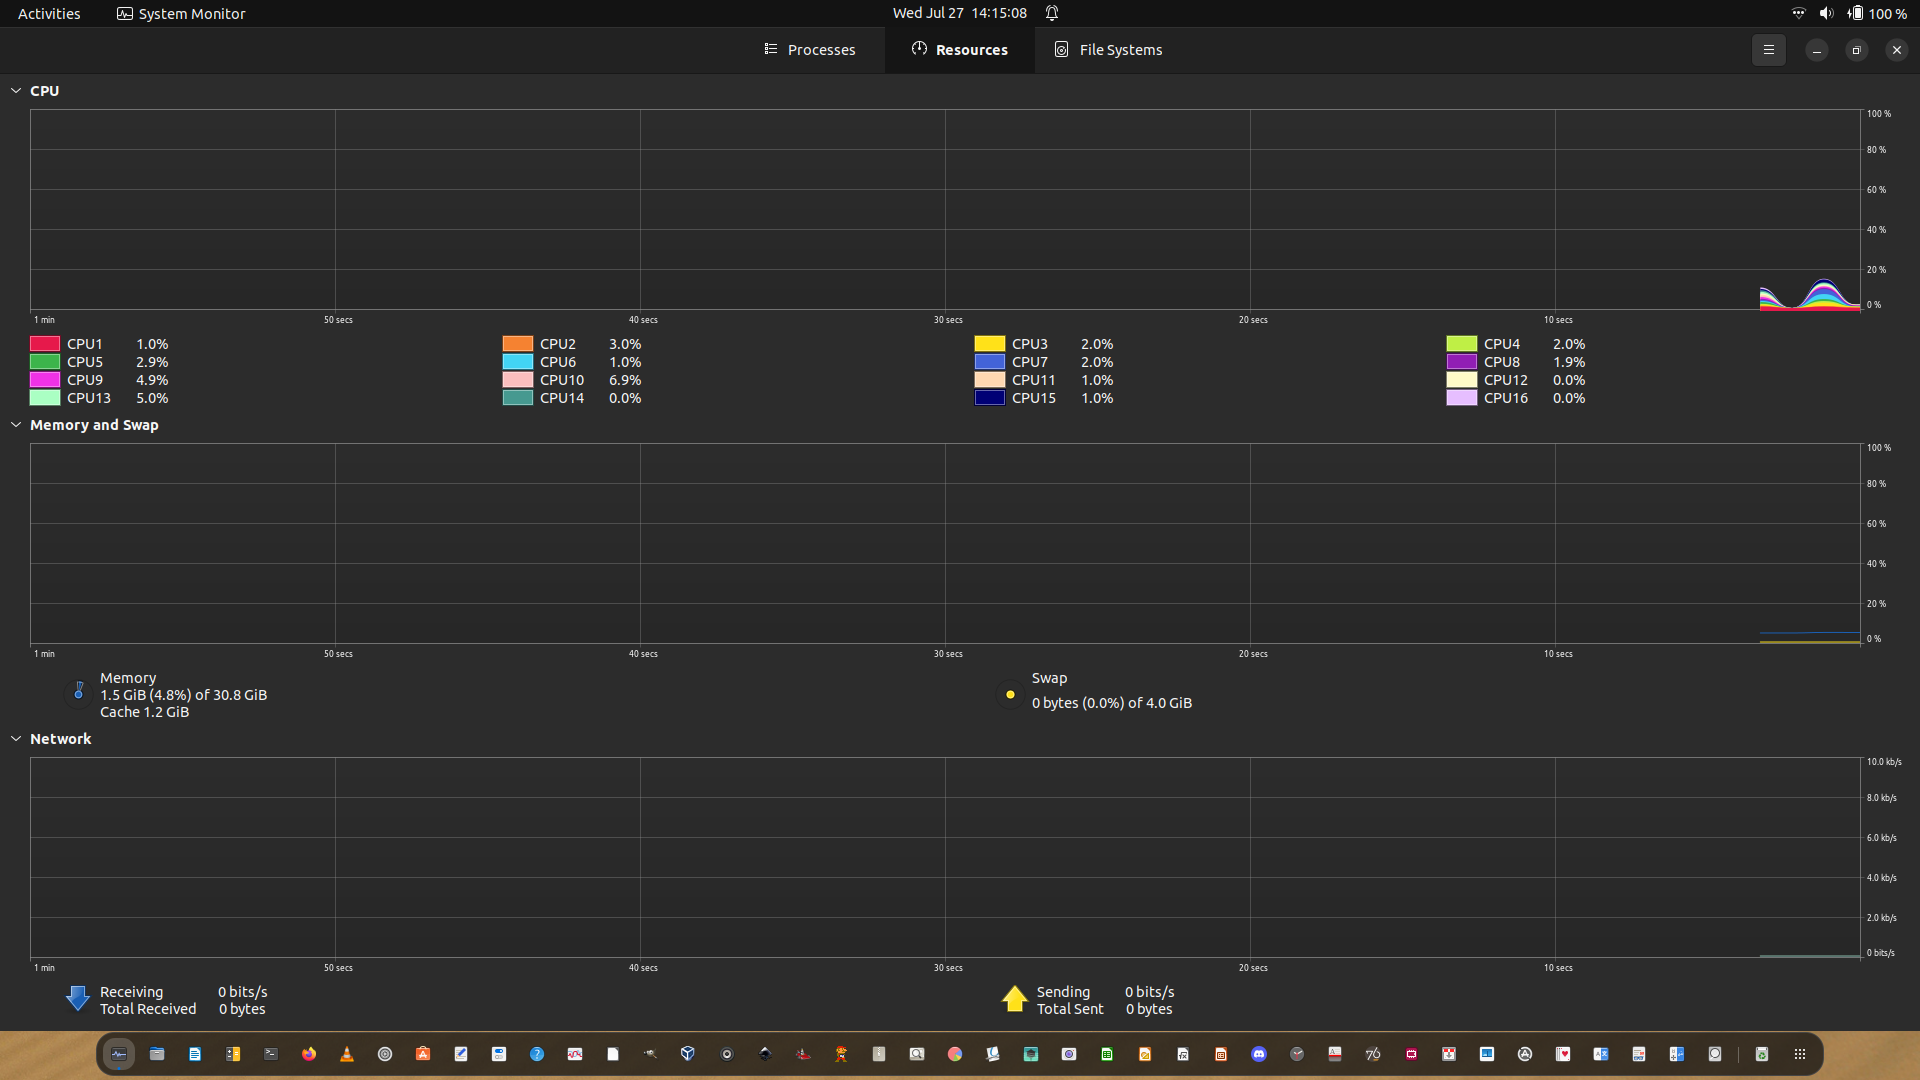 Activities System Monitor Wed Jul 27 14:15:08 100 %
Processes Resources File Systems
CPU
100 %
80 %
60 %
40 %
20 %
0 %
1 min 50 secs 40 secs 30 secs 20 secs 10 secs
CPU1 1.0% CPU2 3.0% CPU3 2.0% CPU4 2.0%
CPU5 2.9% CPU6 1.0% CPU7 2.0% CPU8 1.9%
CPU9 4.9% CPU10 6.9% CPU11 1.0% CPU12 0.0%
CPU13 5.0% CPU14 0.0% CPU15 1.0% CPU16 0.0%
Memory and Swap
100 %
80 %
60 %
40 %
20 %
0 %
1 min 50 secs 40 secs 30 secs 20 secs 10 secs
Memory
1.5 GiB (4.8%) of 30.8 GiB
Cache 1.2 GiB
Swap
0 bytes (0.0%) of 4.0 GiB
Network
10.0 kb/s
8.0 kb/s
6.0 kb/s
4.0 kb/s
2.0 kb/s
0 bits/s
1 min 50 secs 40 secs 30 secs 20 secs 10 secs
Receiving 0 bits/s
Total Received 0 bytes
Sending 0 bits/s
Total Sent 0 bytes